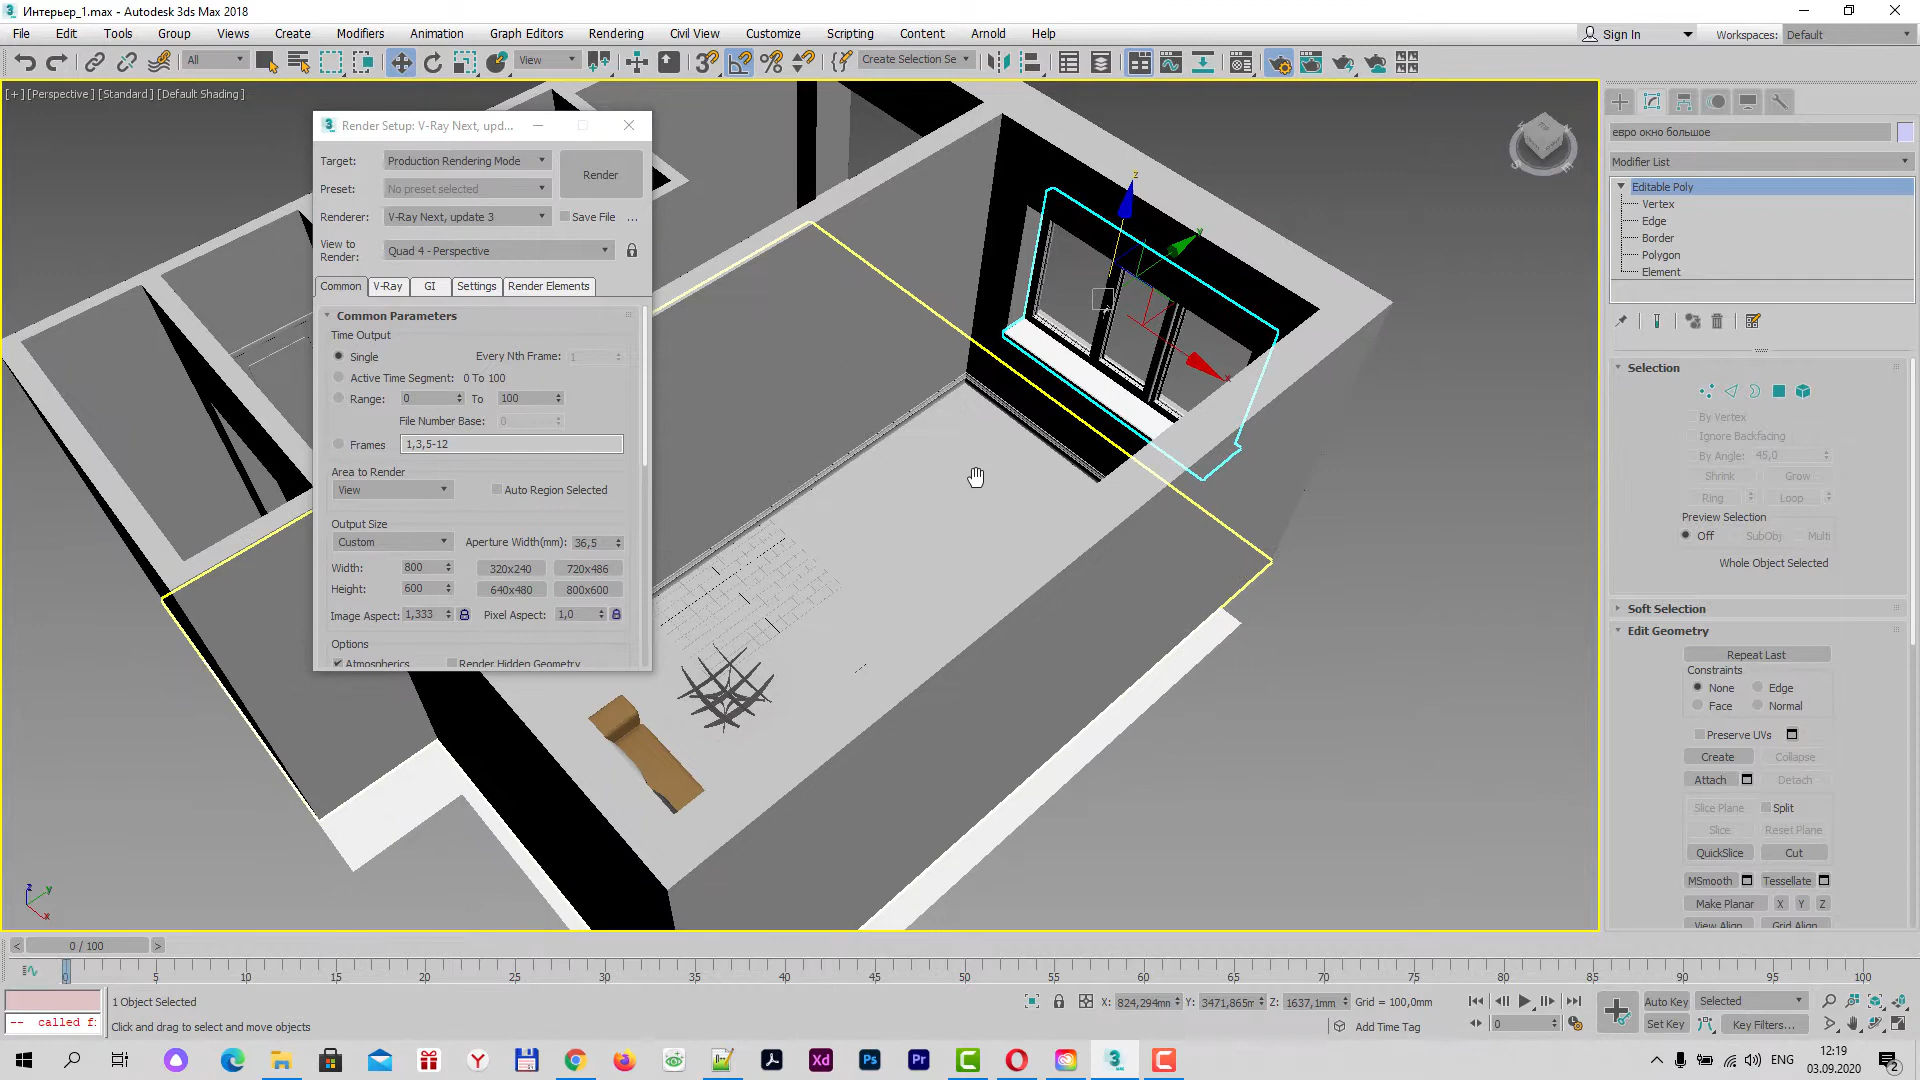 Интерьер_1.max - Autodesk 3ds Max 2018
File Edit Tools Group Views Create Modifiers Animation Graph Editors Rendering Civil View Customize Scripting Content Arnold Help Sign In Workspaces: Default
All View Create Selection Se
[+] [Perspective] [Standard] [Default Shading]
Render Setup: V-Ray Next, upd...
Target: Production Rendering Mode
Render
Preset: No preset selected
Renderer: V-Ray Next, update 3 Save File ...
View to Render: Quad 4 - Perspective
Common V-Ray GI Settings Render Elements
Common Parameters
Time Output
Single Every Nth Frame: 1
Active Time Segment: 0 To 100
Range: 0 To 100
File Number Base: 0
Frames 1,3,5-12
Area to Render
View Auto Region Selected
Output Size
Custom Aperture Width(mm): 36,5
Width: 800 320x240 720x486
Height: 600 640x480 800x600
Image Aspect: 1,333 Pixel Aspect: 1,0
Options
Atmospherics Render Hidden Geometry
z
y
x
z
y
x
евро окно большое
Modifier List
Editable Poly
Vertex
Edge
Border
Polygon
Element
Selection
By Vertex
Ignore Backfacing
By Angle: 45,0
Shrink Grow
Ring Loop
Preview Selection
Off SubObj Multi
Whole Object Selected
Soft Selection
Edit Geometry
Repeat Last
Constraints
None Edge
Face Normal
Preserve UVs
Create Collapse
Attach Detach
Slice Plane Split
Slice Reset Plane
QuickSlice Cut
MSmooth Tessellate
Make Planar X Y Z
View Align Grid Align
< 0 / 100 >
0 5 10 15 20 25 30 35 40 45 50 55 60 65 70 75 80 85 90 95 100
1 Object Selected
X: 824,294mm Y: 3471,865m Z: 1637,1mm Grid = 100,0mm
Auto Key Selected
-- called f:
Click and drag to select and move objects
Add Time Tag
0
Set Key Key Filters...
Xd Ps Pr
ENG
12:19
03.09.2020
2